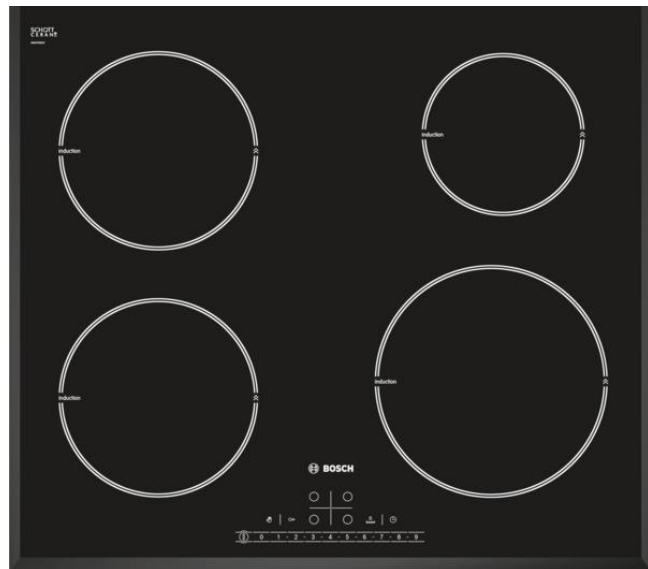 SCHOTT
CERAN®
induction
induction
induction
induction
BOSCH
0 1 • 2 • 3 • 4 • 5 • 6 • 7 • 8 • 9